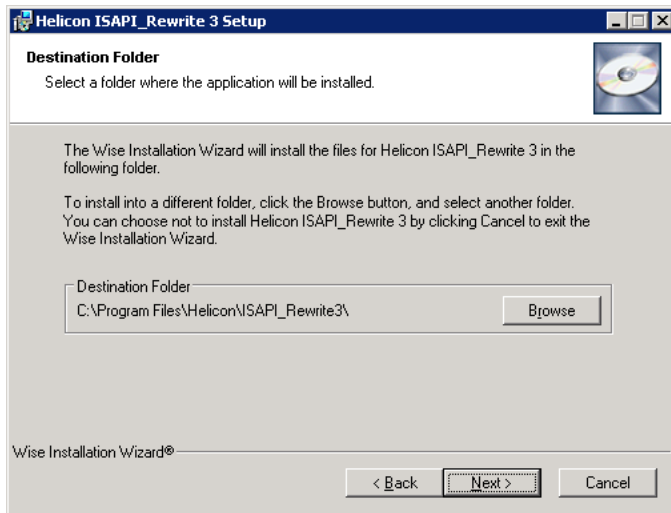 Helicon ISAPI_Rewrite 3 Setup
Destination Folder
Select a folder where the application will be installed.
The Wise Installation Wizard will install the files for Helicon ISAPI_Rewrite 3 in the
following folder.
To install into a different folder, click the Browse button, and select another folder.
You can choose not to install Helicon ISAPI_Rewrite 3 by clicking Cancel to exit the
Wise Installation Wizard.
Destination Folder
C:\Program Files\Helicon\ISAPI_Rewrite3\
Browse
Wise Installation Wizard®
< Back
Next >
Cancel